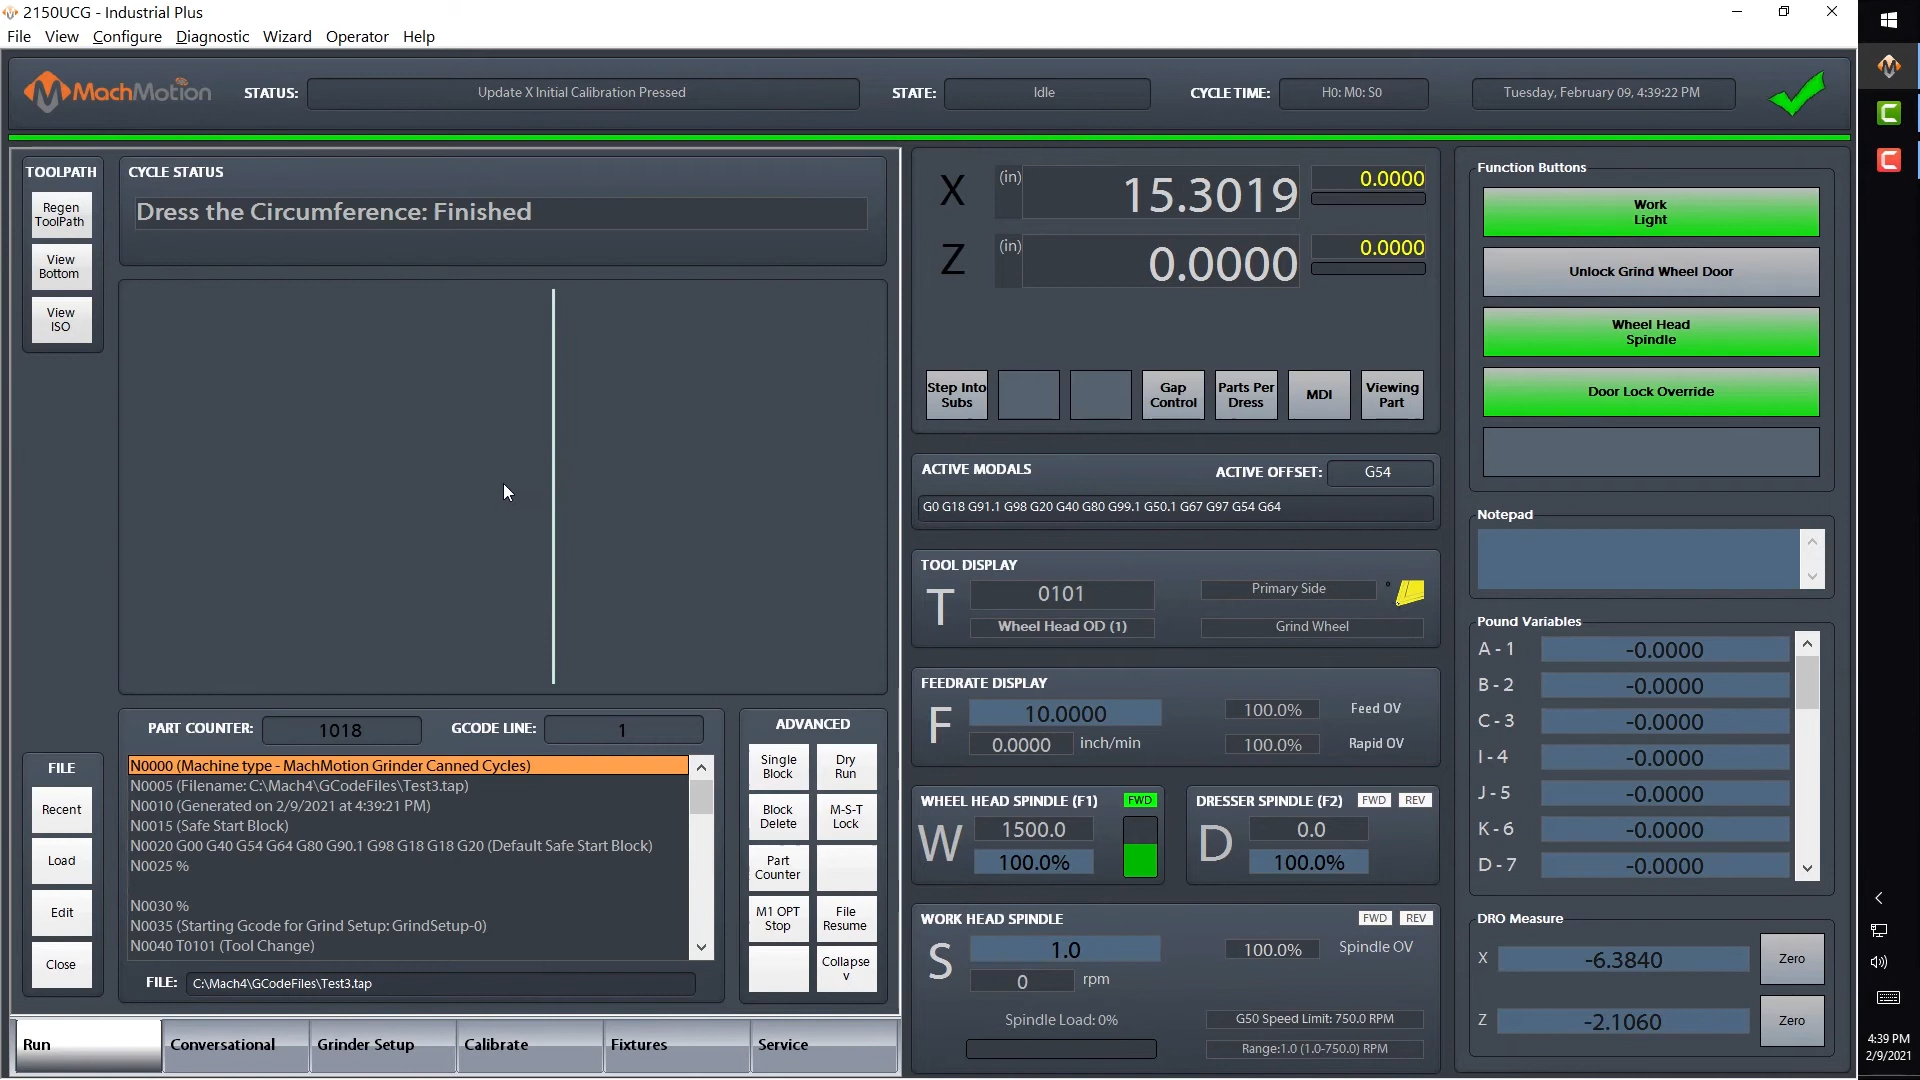 2150UCG - Industrial Plus
File View Configure Diagnostic Wizard Operator Help
MachMotion
STATUS: Update X Initial Calibration Pressed
STATE: Idle
CYCLE TIME: H0: M0: S0
Tuesday, February 09, 4:39:22 PM
TOOLPATH
Regen
ToolPath
View
Bottom
View
ISO
CYCLE STATUS
Dress the Circumference: Finished
FILE
Recent
Load
Edit
Close
PART COUNTER: 1018
GCODE LINE: 1
N0000 (Machine type - MachMotion Grinder Canned Cycles)
N0005 (Filename: C:\Mach4\GCodeFiles\Test3.tap)
N0010 (Generated on 2/9/2021 at 4:39:21 PM)
N0015 (Safe Start Block)
N0020 G00 G40 G54 G64 G80 G90.1 G98 G18 G18 G20 (Default Safe Start Block)
N0025 %
N0030 %
N0035 (Starting Gcode for Grind Setup: GrindSetup-0)
N0040 T0101 (Tool Change)
FILE: C:\Mach4\GCodeFiles\Test3.tap
ADVANCED
Single
Block
Dry
Run
Block
Delete
M-S-T
Lock
Part
Counter
M1 OPT
Stop
File
Resume
Collapse
v
Run
Conversational
Grinder Setup
Calibrate
Fixtures
Service
X (in) 15.3019 0.0000
Z (in) 0.0000 0.0000
Step Into
Subs
Gap
Control
Parts Per
Dress
MDI
Viewing
Part
ACTIVE MODALS
ACTIVE OFFSET: G54
G0 G18 G91.1 G98 G20 G40 G80 G99.1 G50.1 G67 G97 G54 G64
TOOL DISPLAY
T 0101
Wheel Head OD (1)
Primary Side °
Grind Wheel
FEEDRATE DISPLAY
F 10.0000
0.0000 inch/min
100.0% Feed OV
100.0% Rapid OV
WHEEL HEAD SPINDLE (F1) FWD
W 1500.0
100.0%
DRESSER SPINDLE (F2) FWD REV
D 0.0
100.0%
WORK HEAD SPINDLE FWD REV
S 1.0
0 rpm
100.0% Spindle OV
Spindle Load: 0%
G50 Speed Limit: 750.0 RPM
Range:1.0 (1.0-750.0) RPM
Function Buttons
Work
Light
Unlock Grind Wheel Door
Wheel Head
Spindle
Door Lock Override
Notepad
Pound Variables
A - 1 -0.0000
B - 2 -0.0000
C - 3 -0.0000
I - 4 -0.0000
J - 5 -0.0000
K - 6 -0.0000
D - 7 -0.0000
DRO Measure
X -6.3840 Zero
Z -2.1060 Zero
4:39 PM
2/9/2021